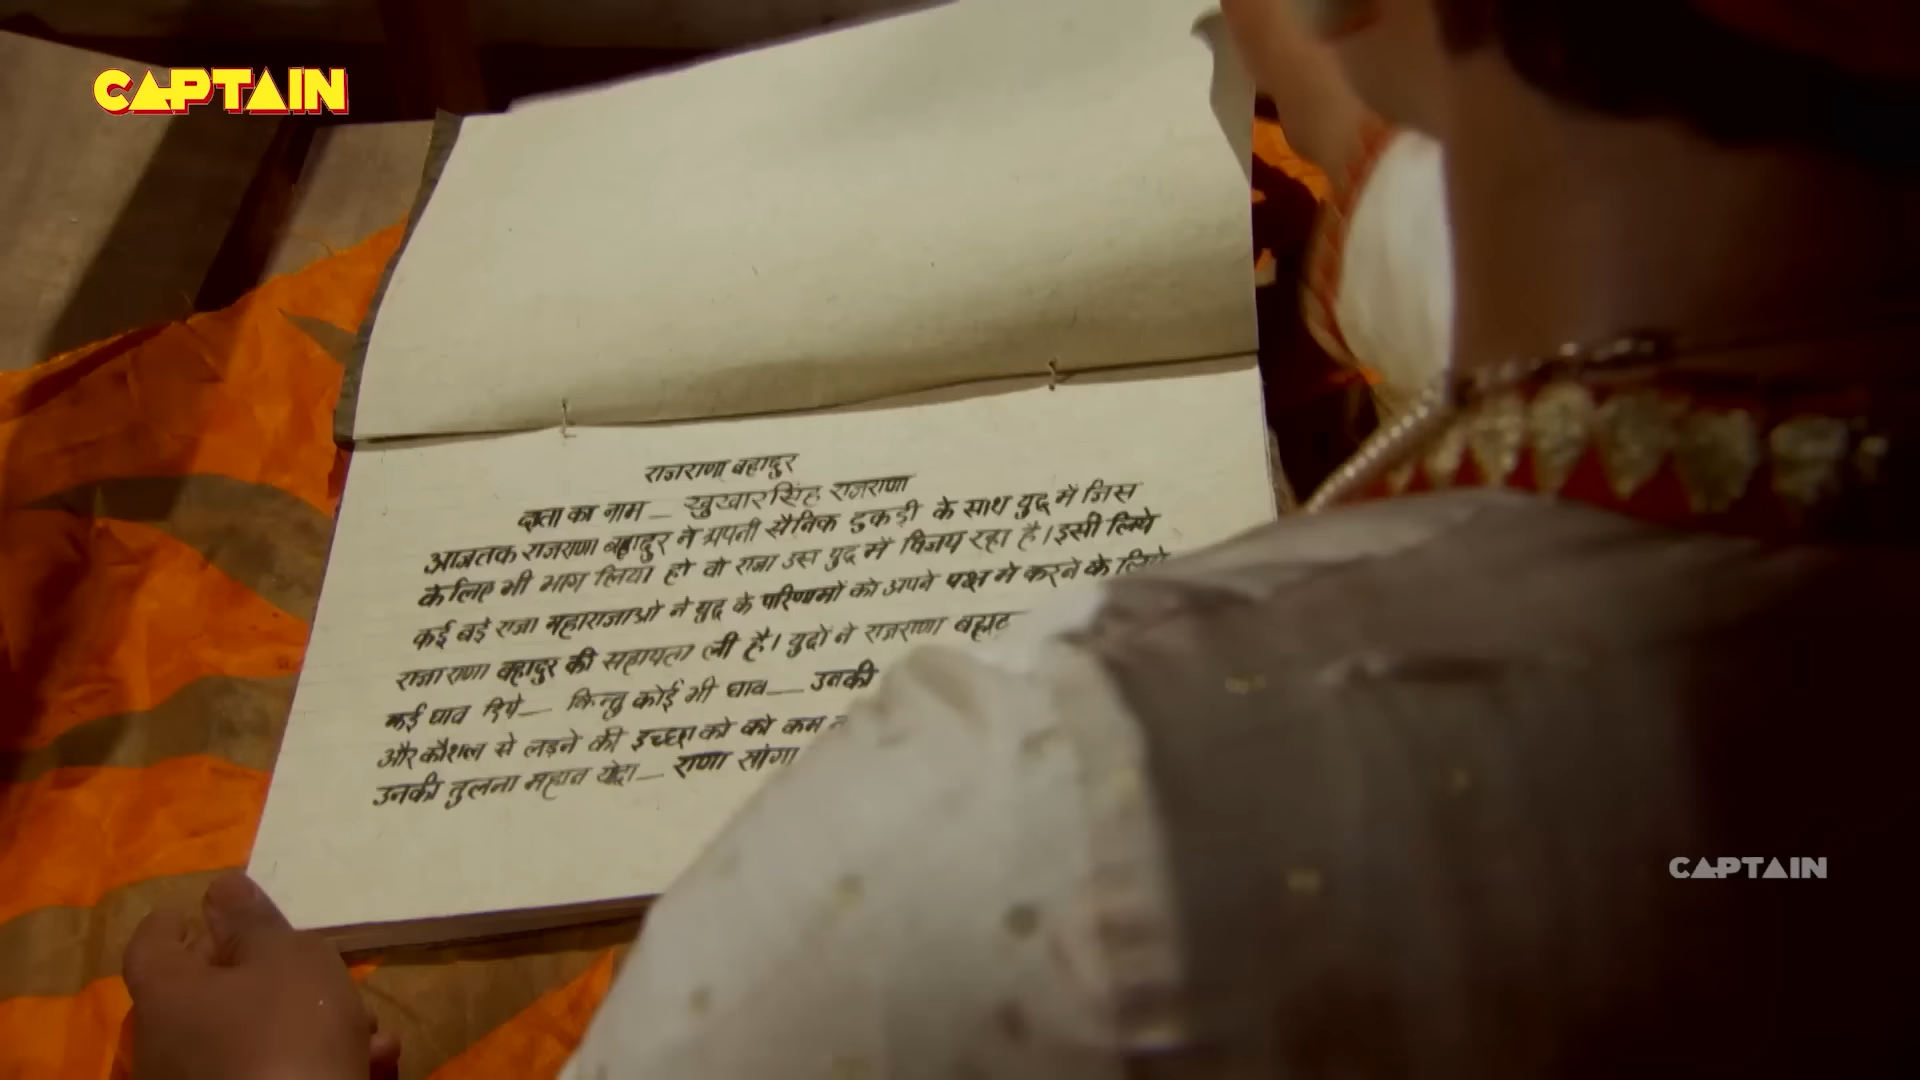 CAPTAIN
राजराणा बहादुर
दाता का नाम _ खुखारसिंह राजराणा
आजतक राजराणा बहादुर ने अपनी सैनिक टुकड़ी के साथ युद्ध में जिस
के लिए भी भाग लिया हो वो राजा उस युद्ध में विजय रहा है। इसी लिये
कई बड़े राजा महाराजाओ ने युद्ध के परिणामों को अपने पक्ष मे करने के लिये
राजा राणा बहादुर की सहायता ली है। युद्धों ने राजराणा
कई घाव दिये_ किन्तु कोई भी घाव_ उनकी
और कौशल से लड़ने की इच्छा को को कम
उनकी तुलना महान योद्धा_ राणा सांगा
CAPTAIN